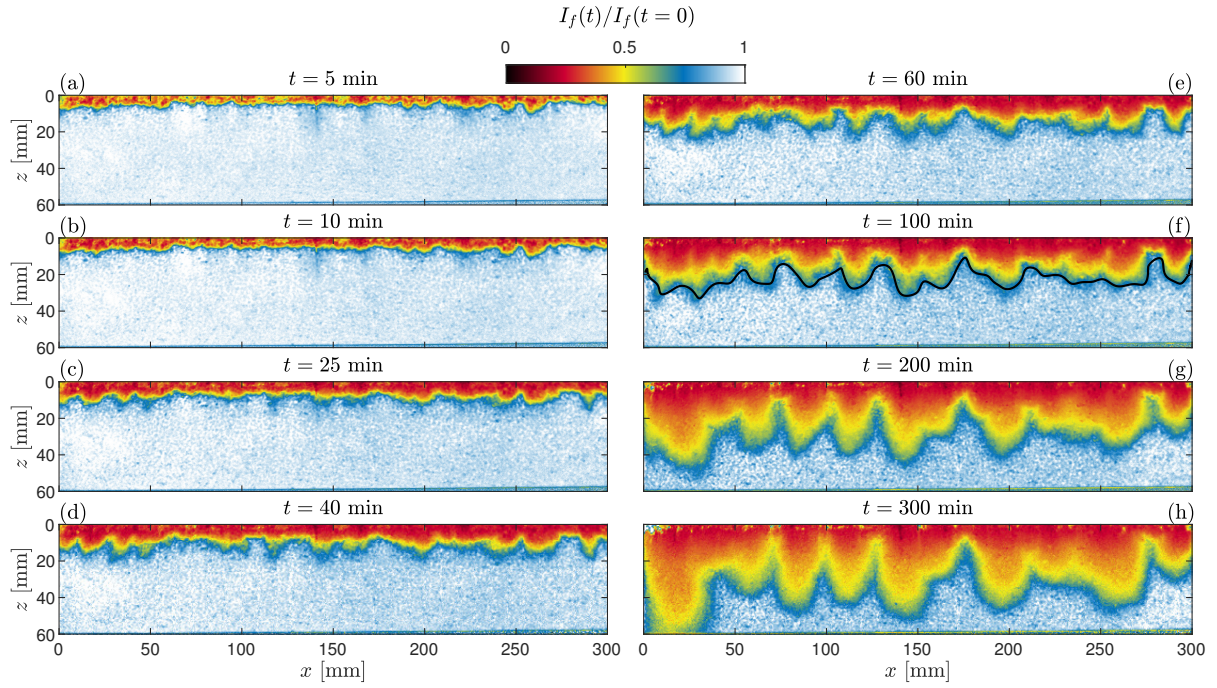 I_f(t)/I_f(t = 0)
0 0.5 1
(a) t = 5 min
0
20
40
60
z [mm]
(b) t = 10 min
0
20
40
60
z [mm]
(c) t = 25 min
0
20
40
60
z [mm]
(d) t = 40 min
0
20
40
60
z [mm]
0 50 100 150 200 250 300
x [mm]
t = 60 min (e)
t = 100 min (f)
t = 200 min (g)
t = 300 min (h)
0 50 100 150 200 250 300
x [mm]